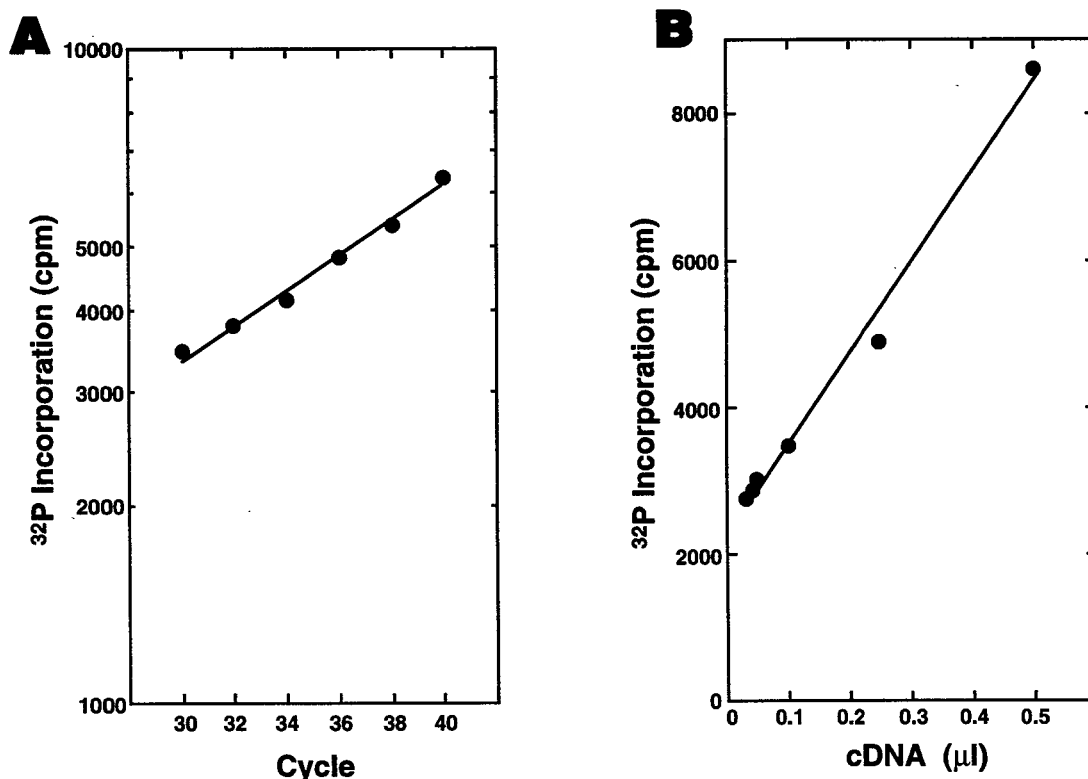 A
10000
5000
4000
3000
2000
1000
32P Incorporation (cpm)
30 32 34 36 38 40
Cycle
B
8000
6000
4000
2000
0
32P Incorporation (cpm)
0 0.1 0.2 0.3 0.4 0.5
cDNA (µl)